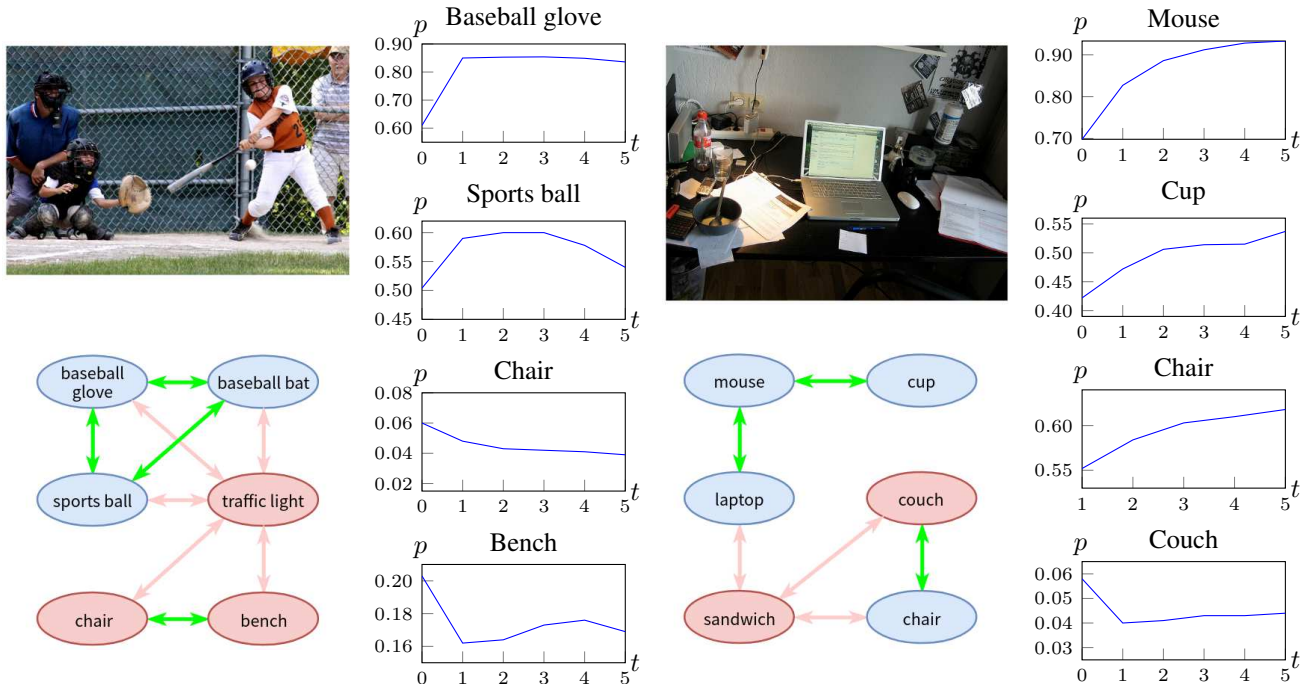 Baseball glove
p
0.90
0.80
0.60
0 1 2 3 4 5 t
Sports ball
0.60
0.55
0.50
0.45
0 1 2 3 4 5 t
Chair
0.08
0.06
0.04
0.02
0 1 2 3 4 5 t
p
Bench
0.20
0.18
0.16
0 1 2 3 4 5 t
baseball
glove
baseball bat
sports ball
traffic light
chair
bench
p
Mouse
0.90
0.80
0.70
0 1 2 3 4 5 t
p
Cup
0.55
0.50
0.45
0.40
0 1 2 3 4 5 t
p
Chair
0.60
0.55
1 2 3 4 5 t
p
Couch
0.06
0.05
0.04
0.03
0 1 2 3 4 5 t
mouse
cup
laptop
couch
sandwich
chair